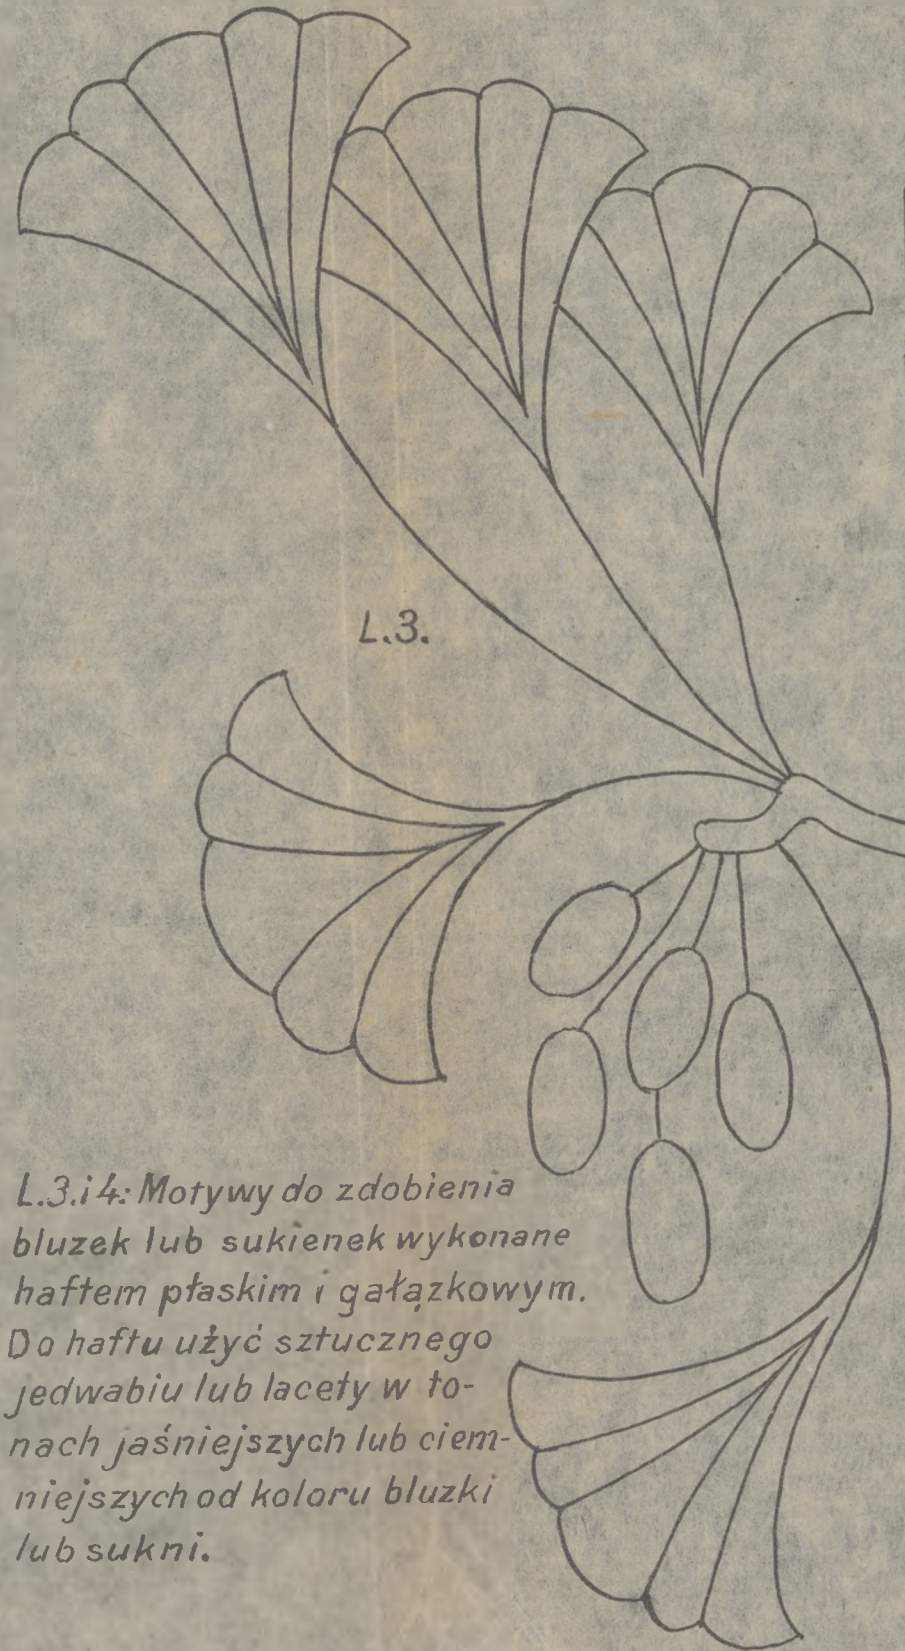 L.3.
L.3.i 4: Motywy do zdobienia
bluzek lub sukienek wykonane
haftem płaskim i gałązkowym.
Do haftu użyć sztucznego
jedwabiu lub lacety w to-
nach jaśniejszych lub ciem-
niejszych od koloru bluzki
lub sukni.